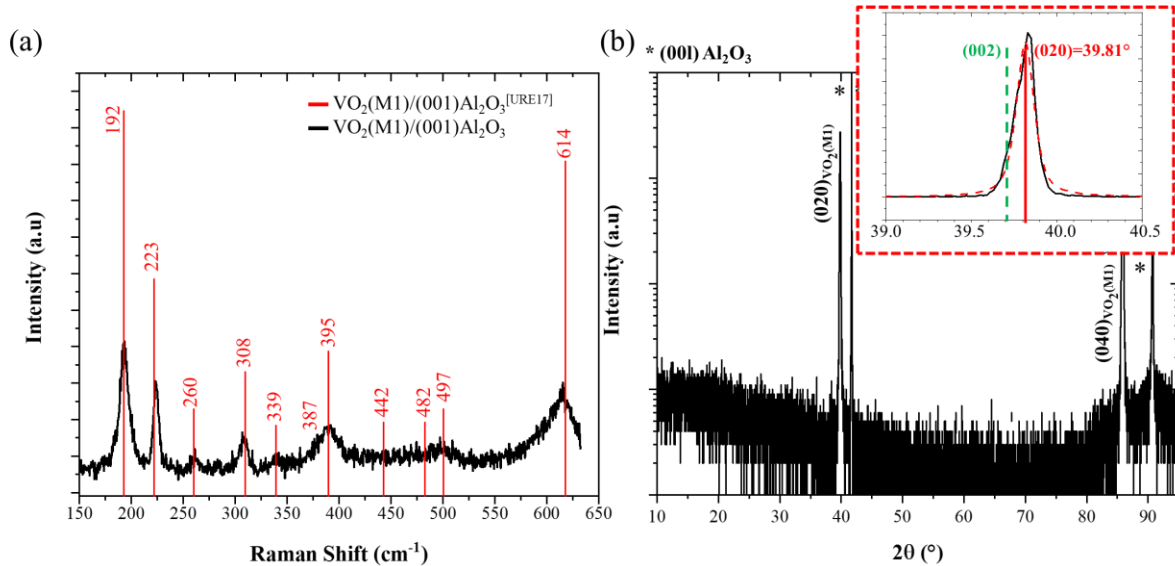 (a)
VO₂(M1)/(001)Al₂O₃[URE17]
VO₂(M1)/(001)Al₂O₃
192
223
260
308
339
387
395
442
482
497
614
Intensity (a.u)
150 200 250 300 350 400 450 500 550 600 650
Raman Shift (cm⁻¹)
(b)
* (00l) Al₂O₃
*
(020)VO₂(M1)
(040)VO₂(M1)
*
Intensity (a.u)
10 20 30 40 50 60 70 80 90
2θ (°)
(002)
(020)=39.81°
39.0 39.5 40.0 40.5